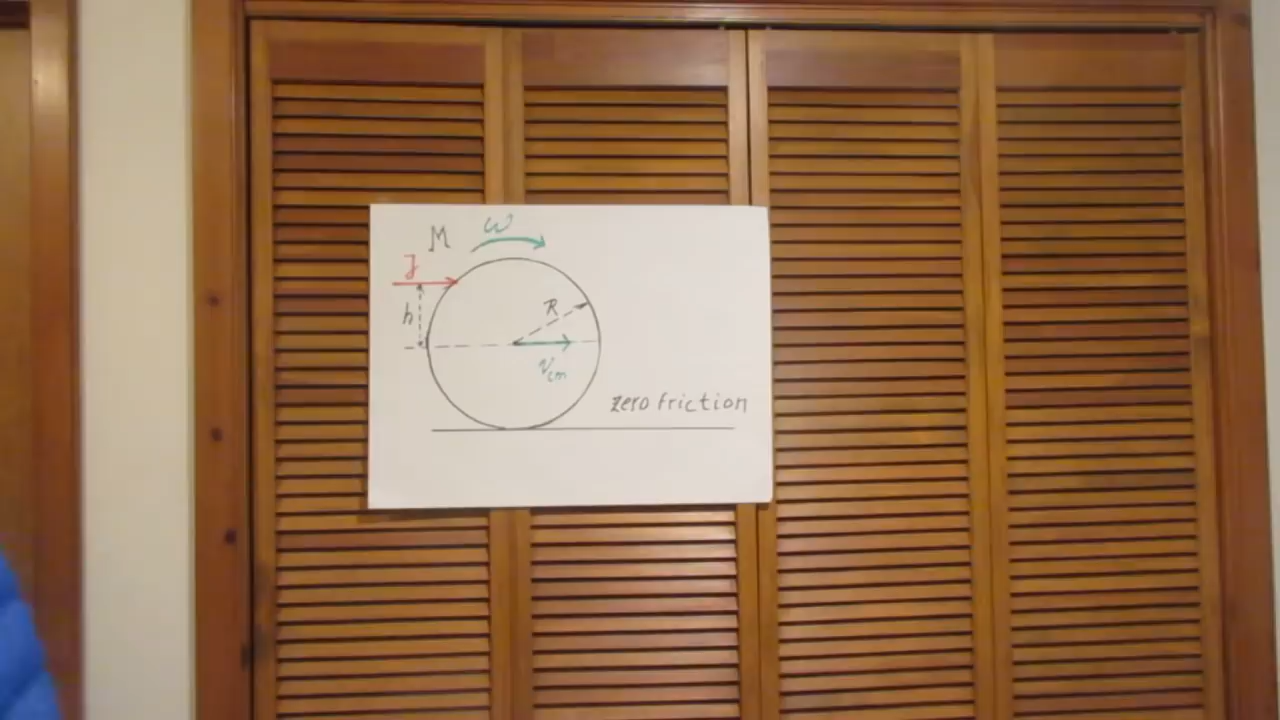 ω
M
J
h
R
v_cm
zero friction